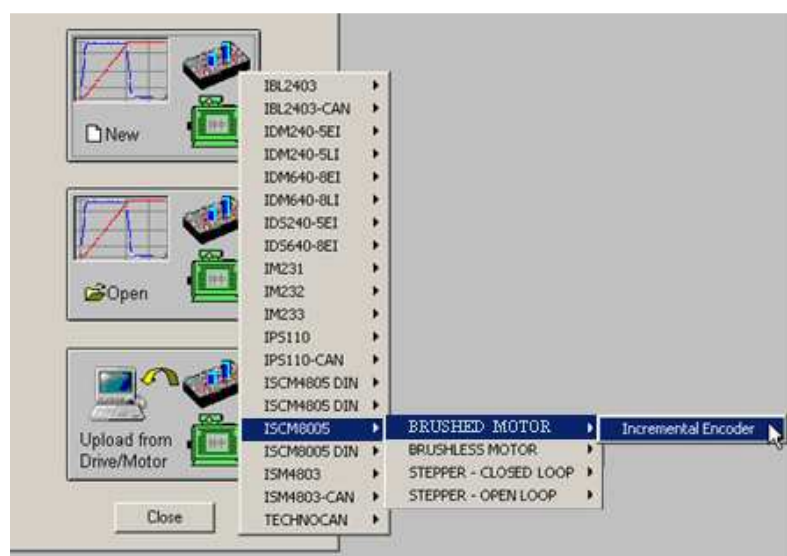 New
Open
Upload from
Drive/Motor
Close
IBL2403
IBL2403-CAN
IDM240-5EI
IDM240-5LI
IDM640-8EI
IDM640-8LI
IDS240-5EI
IDS640-8EI
IM231
IM232
IM233
IPS110
IPS110-CAN
ISCM4805 DIN
ISCM4805 DIN
ISCM8005
ISCM8005 DIN
ISM4803
ISM4803-CAN
TECHNOCAN
BRUSHED MOTOR
BRUSHLESS MOTOR
STEPPER - CLOSED LOOP
STEPPER - OPEN LOOP
Incremental Encoder